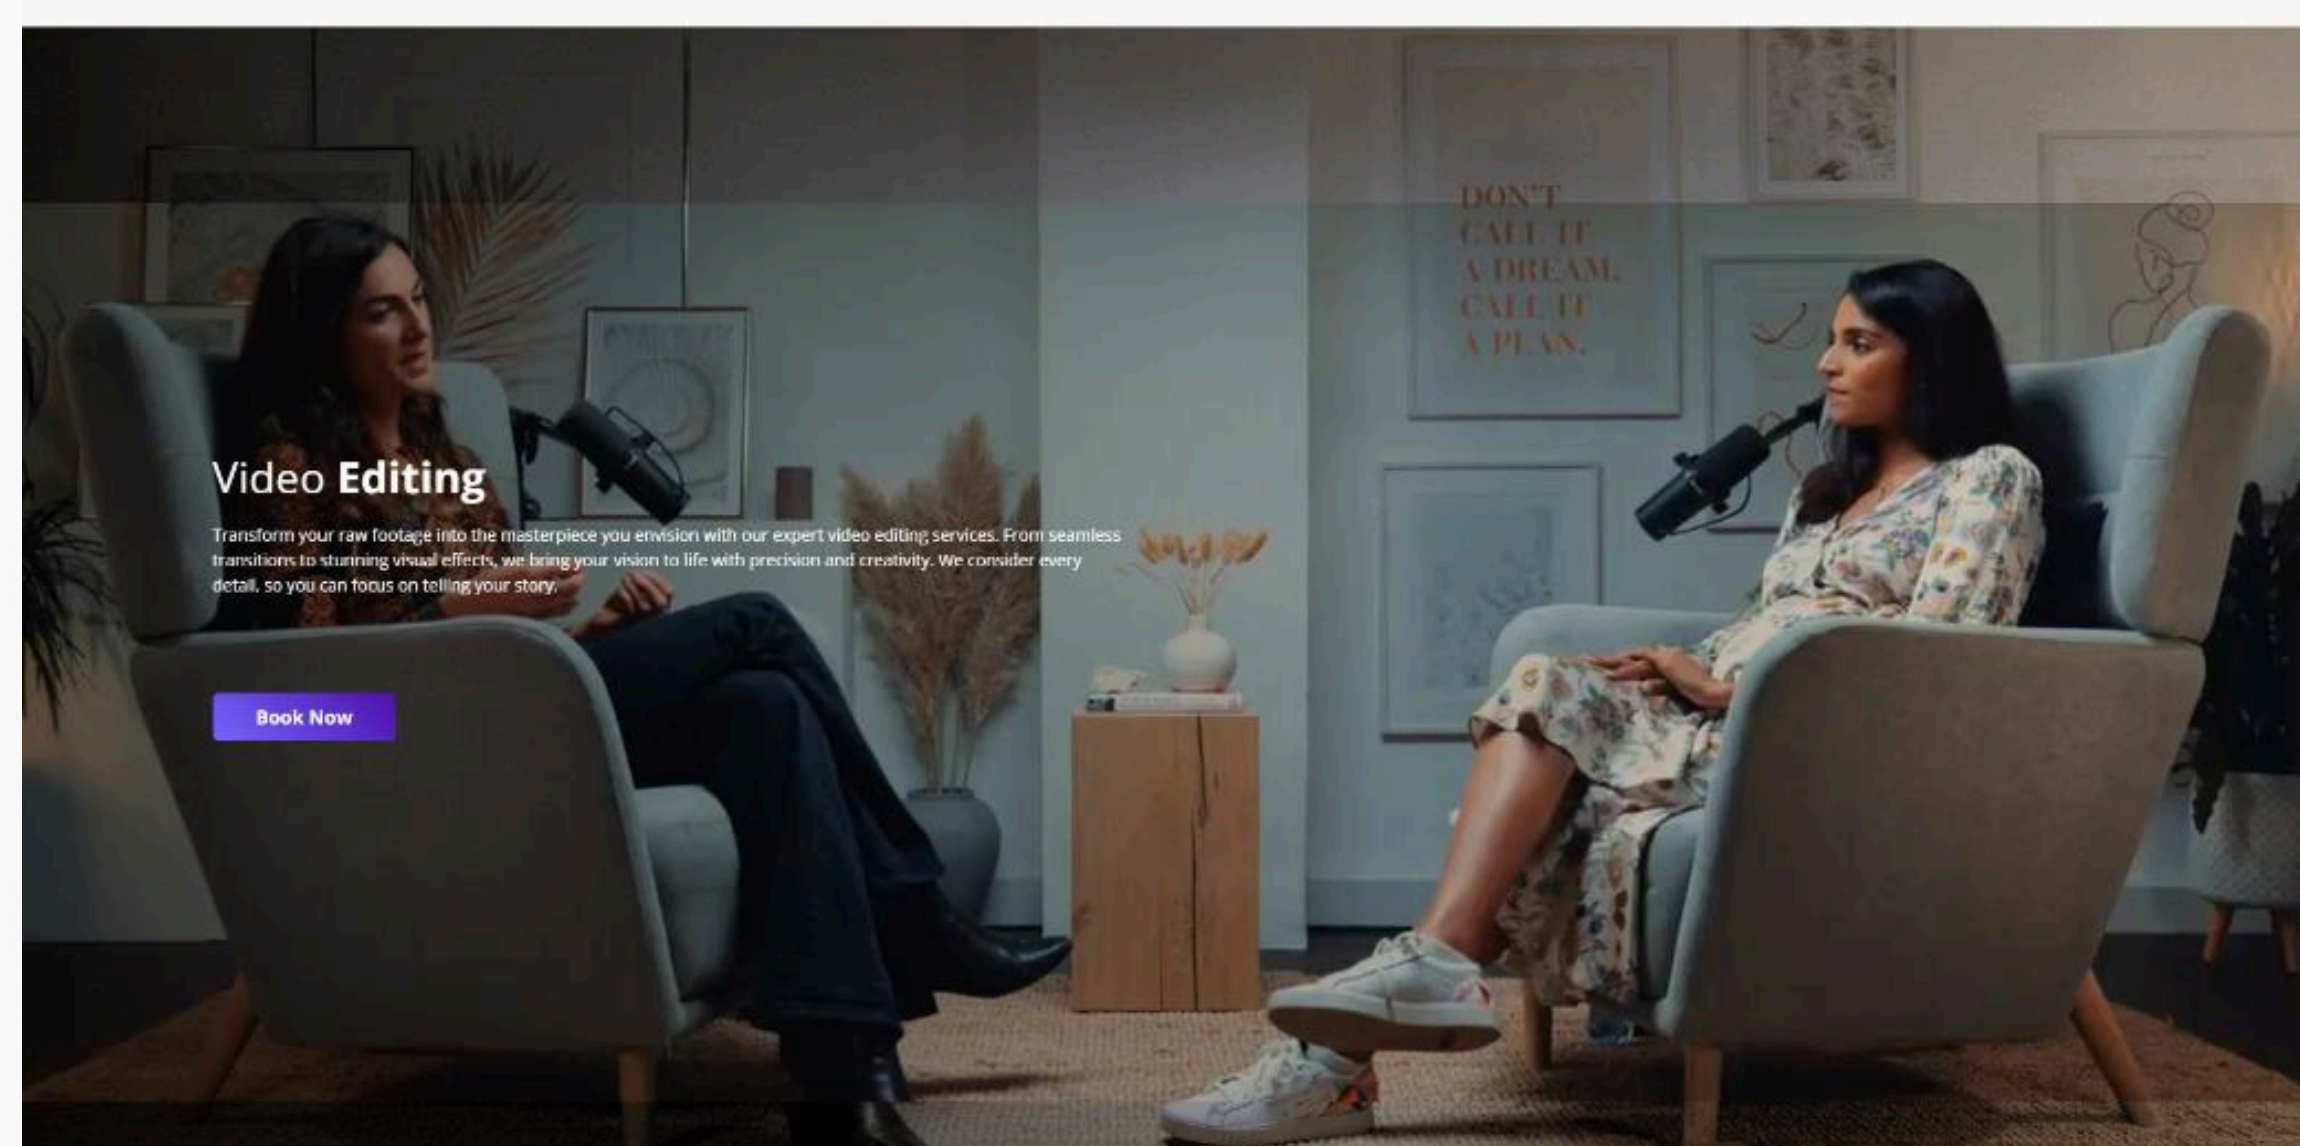 DON'T
CALL IT
A DREAM.
CALL IT
A PLAN.
Video Editing
Transform your raw footage into the masterpiece you envision with our expert video editing services. From seamless
transitions to stunning visual effects, we bring your vision to life with precision and creativity. We consider every
detail, so you can focus on telling your story.
Book Now